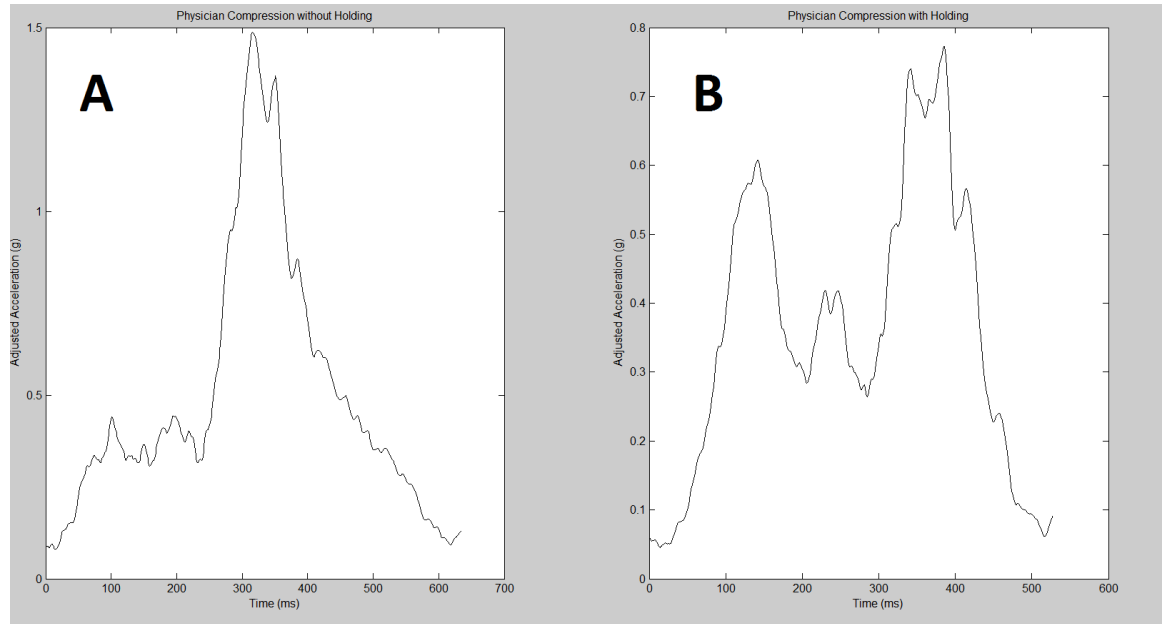 Physician Compression without Holding
A
Adjusted Acceleration (g)
1.5
1
0.5
0
0 100 200 300 400 500 600 700
Time (ms)
Physician Compression with Holding
B
Adjusted Acceleration (g)
0.8
0.7
0.6
0.5
0.4
0.3
0.2
0.1
0
0 100 200 300 400 500 600
Time (ms)